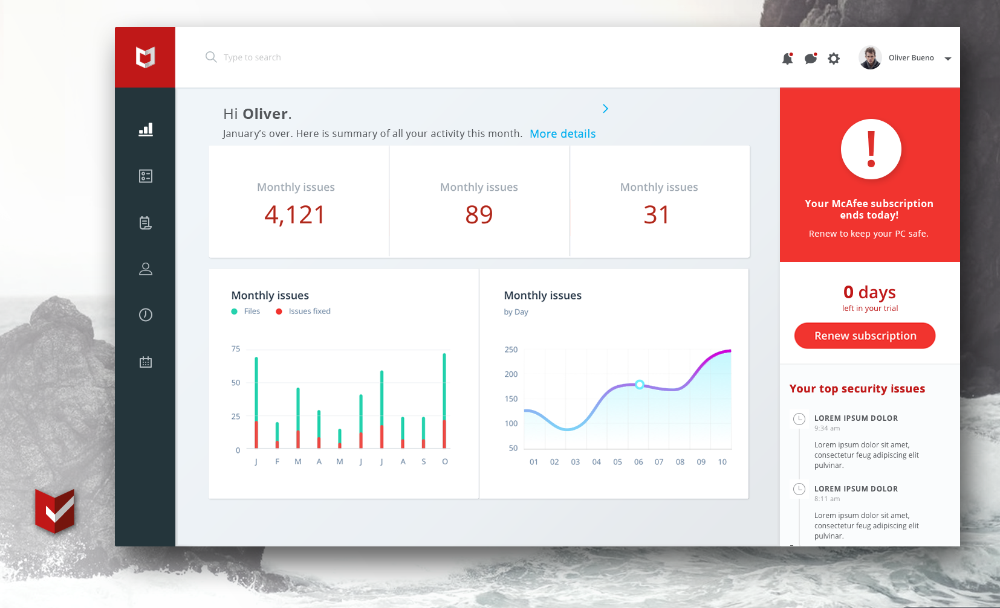 Type to search
Oliver Bueno
Hi Oliver.
January’s over. Here is summary of all your activity this month. More details
Monthly issues
4,121
Monthly issues
89
Monthly issues
31
Monthly issues
Files Issues fixed
75
50
25
0
J F M A M J J A S O
Monthly issues
by Day
250
200
150
100
50
01 02 03 04 05 06 07 08 09 10
!
Your McAfee subscription
ends today!
Renew to keep your PC safe.
0 days
left in your trial
Renew subscription
Your top security issues
LOREM IPSUM DOLOR
9:34 am
Lorem ipsum dolor sit amet,
consectetur feug adipiscing elit
pulvinar.
LOREM IPSUM DOLOR
8:11 am
Lorem ipsum dolor sit amet,
consectetur feug adipiscing elit
pulvinar.